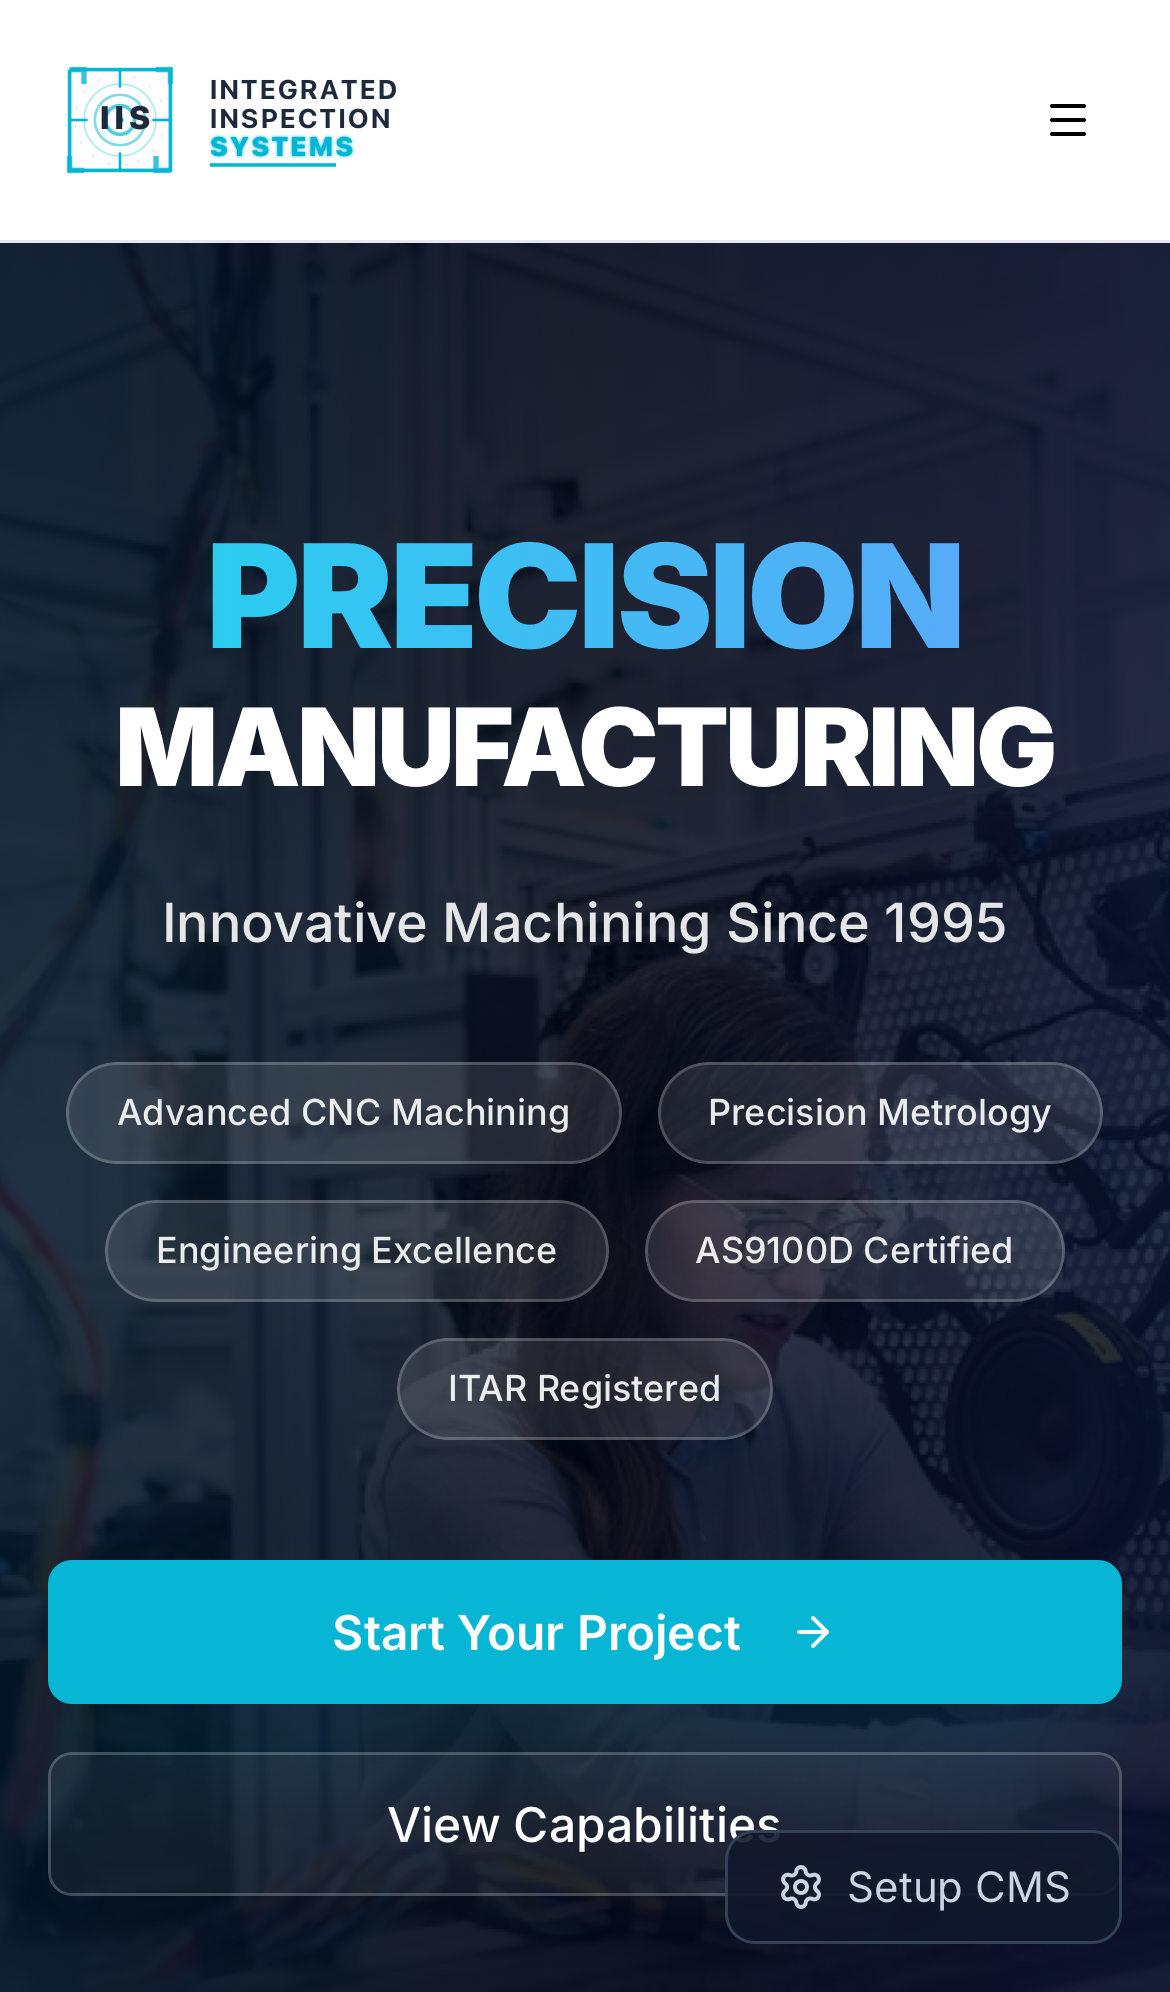 IIS
INTEGRATED
INSPECTION
SYSTEMS
PRECISION
MANUFACTURING
Innovative Machining Since 1995
Advanced CNC Machining
Precision Metrology
Engineering Excellence
AS9100D Certified
ITAR Registered
Start Your Project
View Capabilities
Setup CMS